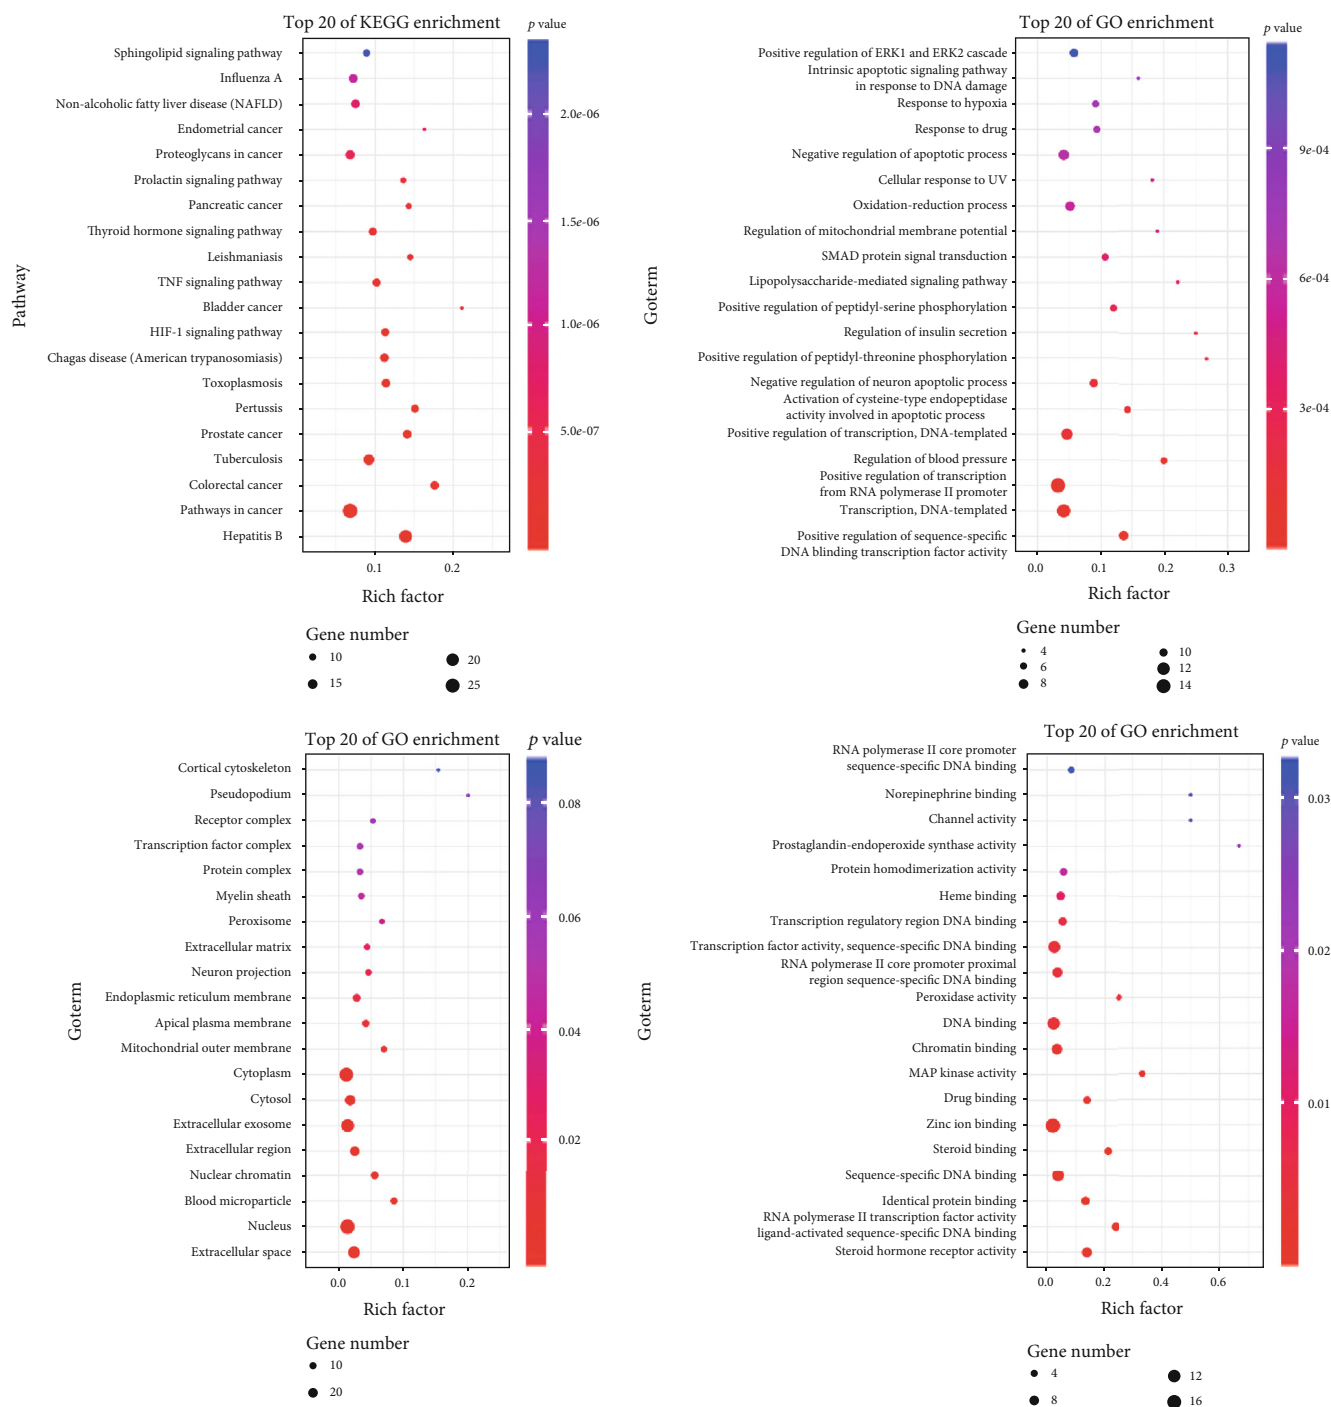 Top 20 of KEGG enrichment
p value
Sphingolipid signaling pathway
Influenza A
Non-alcoholic fatty liver disease (NAFLD)
Endometrial cancer
Proteoglycans in cancer
Prolactin signaling pathway
Pancreatic cancer
Thyroid hormone signaling pathway
Leishmaniasis
TNF signaling pathway
Bladder cancer
HIF-1 signaling pathway
Chagas disease (American trypanosomiasis)
Toxoplasmosis
Pertussis
Prostate cancer
Tuberculosis
Colorectal cancer
Pathways in cancer
Hepatitis B
Pathway
0.1
0.2
Rich factor
2.0e-06
1.5e-06
1.0e-06
5.0e-07
Gene number
10
15
20
25
Top 20 of GO enrichment
p value
Positive regulation of ERK1 and ERK2 cascade
Intrinsic apoptotic signaling pathway
in response to DNA damage
Response to hypoxia
Response to drug
Negative regulation of apoptotic process
Cellular response to UV
Oxidation-reduction process
Regulation of mitochondrial membrane potential
SMAD protein signal transduction
Lipopolysaccharide-mediated signaling pathway
Positive regulation of peptidyl-serine phosphorylation
Regulation of insulin secretion
Positive regulation of peptidyl-threonine phosphorylation
Negative regulation of neuron apoplolic process
Activation of cysteine-type endopeptidase
activity involved in apoptotic process
Positive regulation of transcription, DNA-templated
Regulation of blood pressure
Positive regulation of transcription
from RNA polymerase II promoter
Transcription, DNA-templated
Positive regulation of sequence-specific
DNA blinding transcription factor activity
Goterm
0.0
0.1
0.2
0.3
Rich factor
9e-04
6e-04
3e-04
Gene number
4
6
8
10
12
14
Top 20 of GO enrichment
p value
Cortical cytoskeleton
Pseudopodium
Receptor complex
Transcription factor complex
Protein complex
Myelin sheath
Peroxisome
Extracellular matrix
Neuron projection
Endoplasmic reticulum membrane
Apical plasma membrane
Mitochondrial outer membrane
Cytoplasm
Cytosol
Extracellular exosome
Extracellular region
Nuclear chromatin
Blood microparticle
Nucleus
Extracellular space
Goterm
0.0
0.1
0.2
Rich factor
0.08
0.06
0.04
0.02
Gene number
10
20
Top 20 of GO enrichment
p value
RNA polymerase II core promoter
sequence-specific DNA binding
Norepinephrine binding
Channel activity
Prostaglandin-endoperoxide synthase activity
Protein homodimerization activity
Heme binding
Transcription regulatory region DNA binding
Transcription factor activity, sequence-specific DNA binding
RNA polymerase II core promoter proximal
region sequence-specific DNA binding
Peroxidase activity
DNA binding
Chromatin binding
MAP kinase activity
Drug binding
Zinc ion binding
Steroid binding
Sequence-specific DNA binding
Identical protein binding
RNA polymerase II transcription factor activity
ligand-activated sequence-specific DNA binding
Steroid hormone receptor activity
Goterm
0.0
0.2
0.4
0.6
Rich factor
0.03
0.02
0.01
Gene number
4
8
12
16